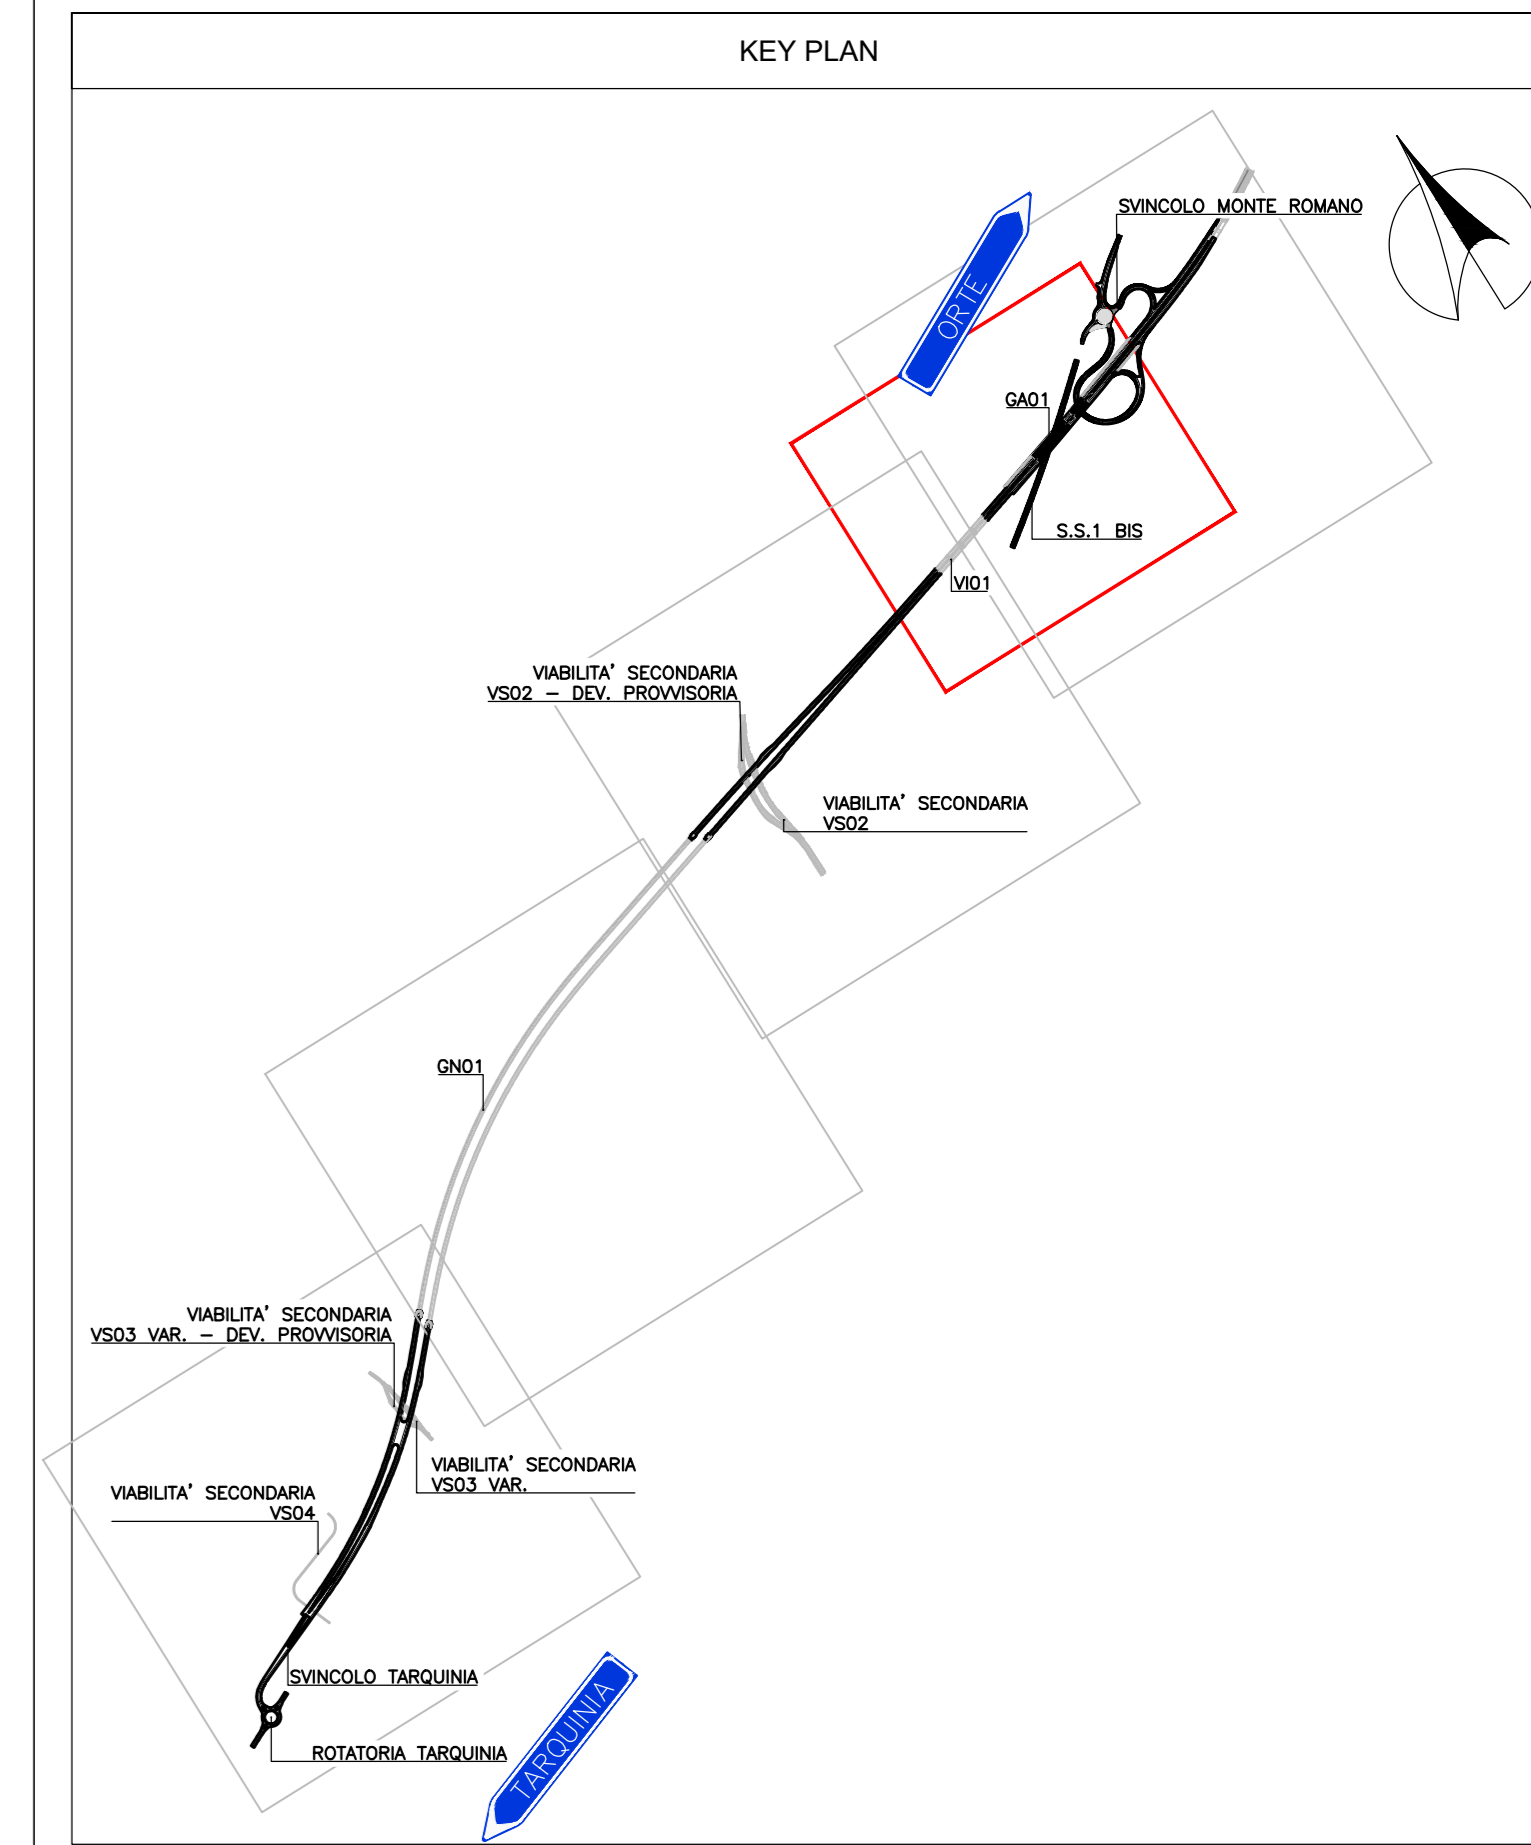 KEY PLAN
SVINCOLO MONTE ROMANO
ORTE
GA01
S.S.1 BIS
VI01
VIABILITA' SECONDARIA
VS02 – DEV. PROVVISORIA
VIABILITA' SECONDARIA
VS02
GN01
VIABILITA' SECONDARIA
VS03 VAR. – DEV. PROVVISORIA
VIABILITA' SECONDARIA
VS03 VAR.
VIABILITA' SECONDARIA
VS04
SVINCOLO TARQUINIA
TARQUINIA
ROTATORIA TARQUINIA